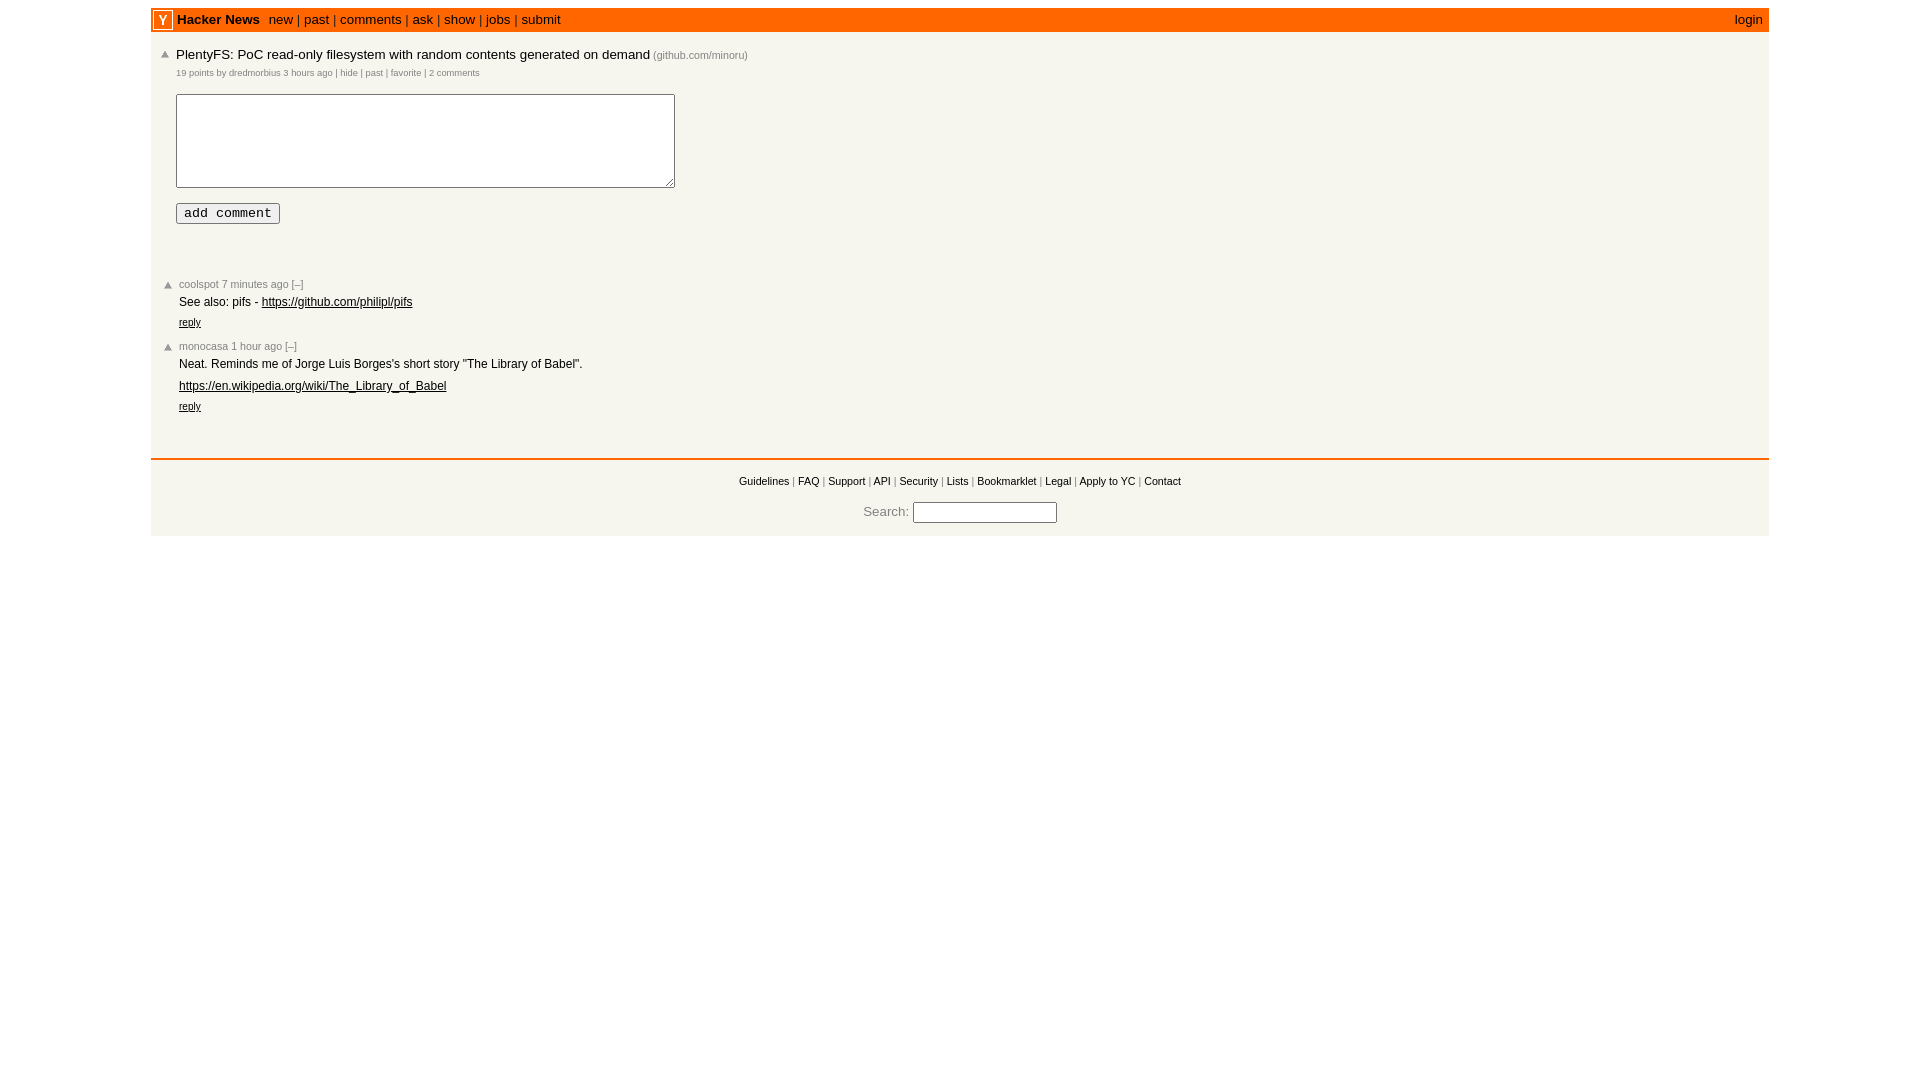 Y Hacker News new | past | comments | ask | show | jobs | submit login
PlentyFS: PoC read-only filesystem with random contents generated on demand (github.com/minoru)
19 points by dredmorbius 3 hours ago | hide | past | favorite | 2 comments
add comment
coolspot 7 minutes ago [–]
See also: pifs - https://github.com/philipl/pifs
reply
monocasa 1 hour ago [–]
Neat. Reminds me of Jorge Luis Borges's short story "The Library of Babel".
https://en.wikipedia.org/wiki/The_Library_of_Babel
reply
Guidelines | FAQ | Support | API | Security | Lists | Bookmarklet | Legal | Apply to YC | Contact
Search: